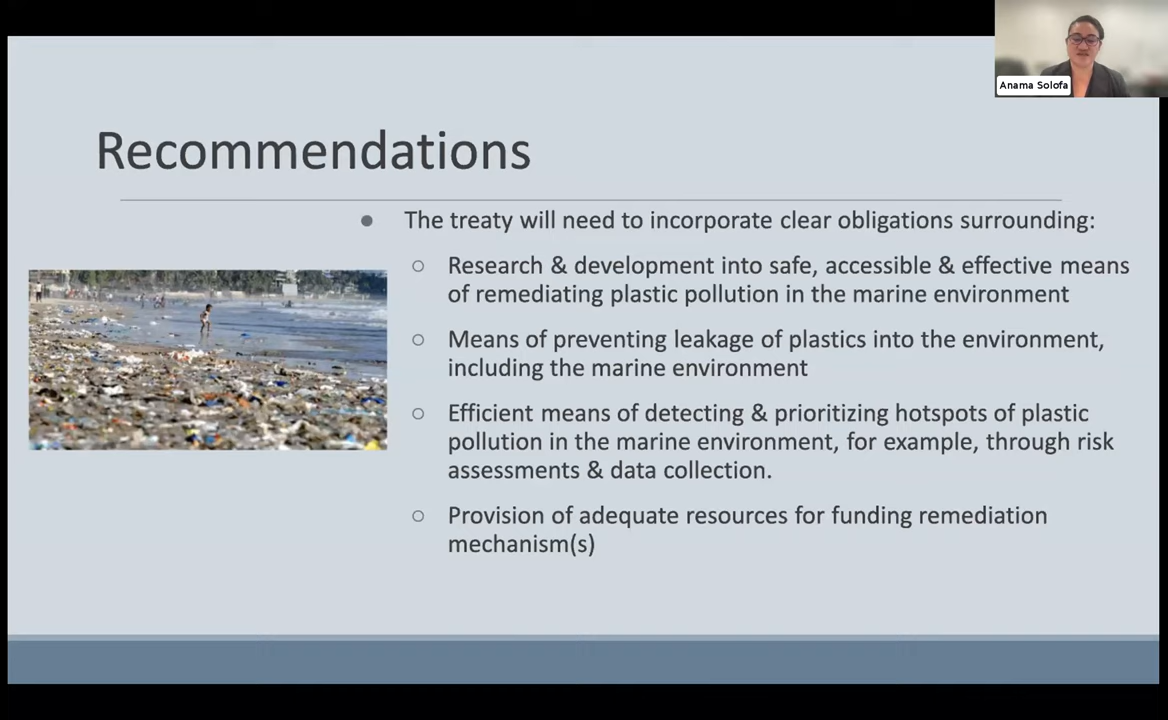 Anama Solofa
Recommendations
● The treaty will need to incorporate clear obligations surrounding:
○ Research & development into safe, accessible & effective means
of remediating plastic pollution in the marine environment
○ Means of preventing leakage of plastics into the environment,
including the marine environment
○ Efficient means of detecting & prioritizing hotspots of plastic
pollution in the marine environment, for example, through risk
assessments & data collection.
○ Provision of adequate resources for funding remediation
mechanism(s)